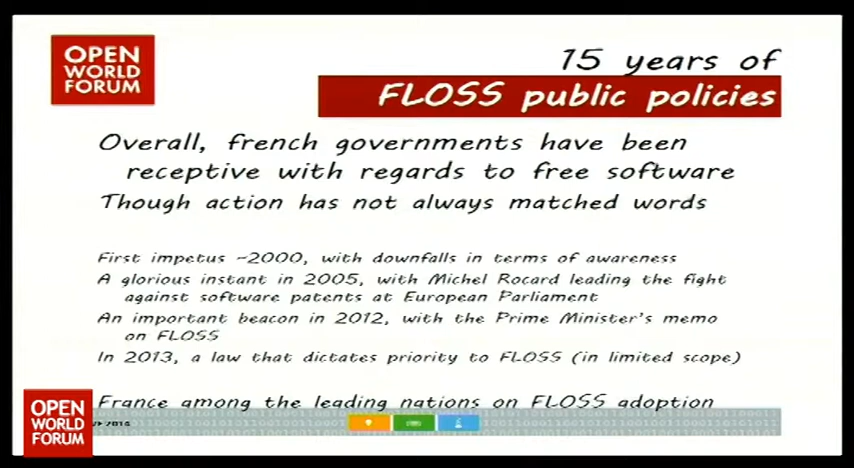 OPEN
WORLD
FORUM
15 years of
FLOSS public policies
Overall, french governments have been
receptive with regards to free software
Though action has not always matched words
First impetus ~2000, with downfalls in terms of awareness
A glorious instant in 2005, with Michel Rocard leading the fight
against software patents at European Parliament
An important beacon in 2012, with the Prime Minister's memo
on FLOSS
In 2013, a law that dictates priority to FLOSS (in limited scope)
France among the leading nations on FLOSS adoption
OPEN
WORLD
FORUM
2014